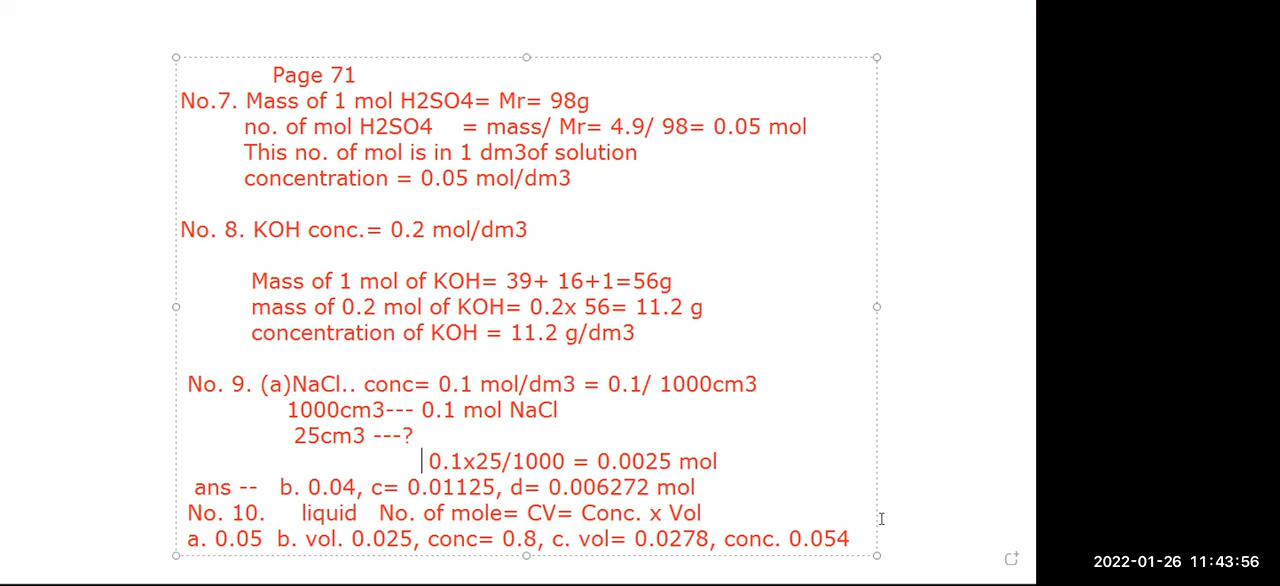 Page 71
No.7. Mass of 1 mol H2SO4= Mr= 98g
no. of mol H2SO4 = mass/ Mr= 4.9/ 98= 0.05 mol
This no. of mol is in 1 dm3of solution
concentration = 0.05 mol/dm3
No. 8. KOH conc.= 0.2 mol/dm3
Mass of 1 mol of KOH= 39+ 16+1=56g
mass of 0.2 mol of KOH= 0.2x 56= 11.2 g
concentration of KOH = 11.2 g/dm3
No. 9. (a)NaCl.. conc= 0.1 mol/dm3 = 0.1/ 1000cm3
1000cm3--- 0.1 mol NaCl
25cm3 ---?
0.1x25/1000 = 0.0025 mol
ans -- b. 0.04, c= 0.01125, d= 0.006272 mol
No. 10. liquid No. of mole= CV= Conc. x Vol
a. 0.05 b. vol. 0.025, conc= 0.8, c. vol= 0.0278, conc. 0.054
2022-01-26 11:43:56